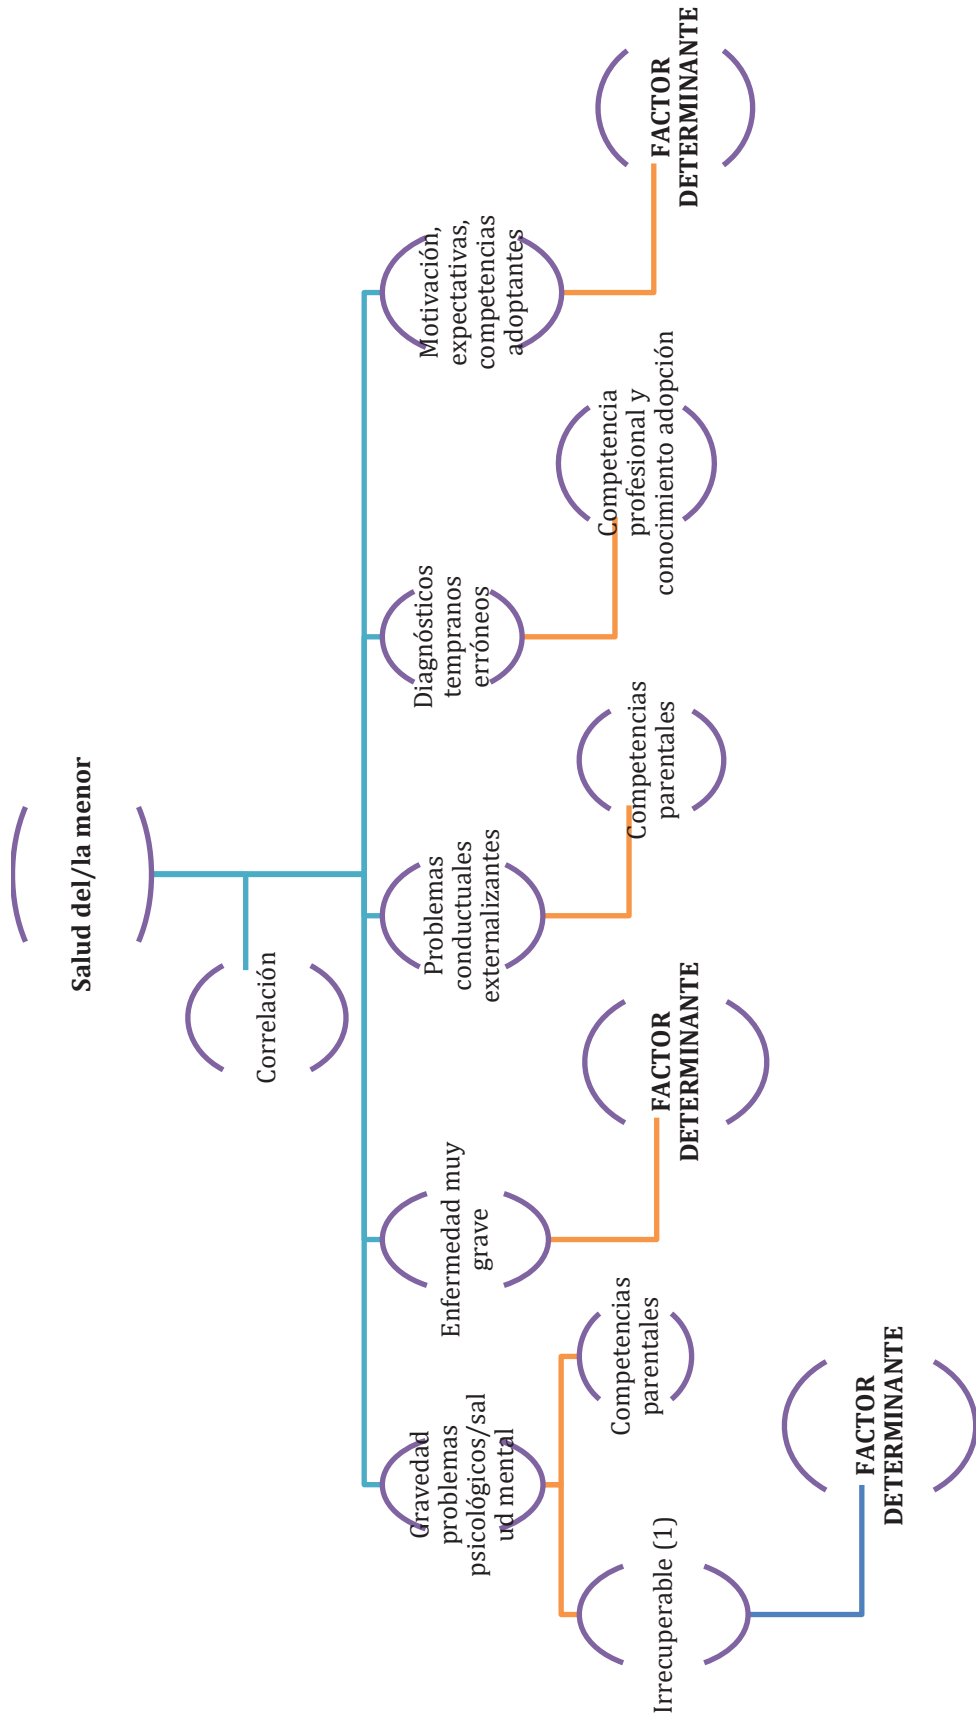 Salud del/la menor
Correlación
Gravedad
problemas
psicológicos/sal
ud mental
Irrecuperable (1)
FACTOR
DETERMINANTE
Competencias
parentales
Enfermedad muy
grave
FACTOR
DETERMINANTE
Problemas
conductuales
externalizantes
Competencias
parentales
Diagnósticos
tempranos
erróneos
Competencia
profesional y
conocimiento adopción
Motivación,
expectativas,
competencias
adoptantes
FACTOR
DETERMINANTE